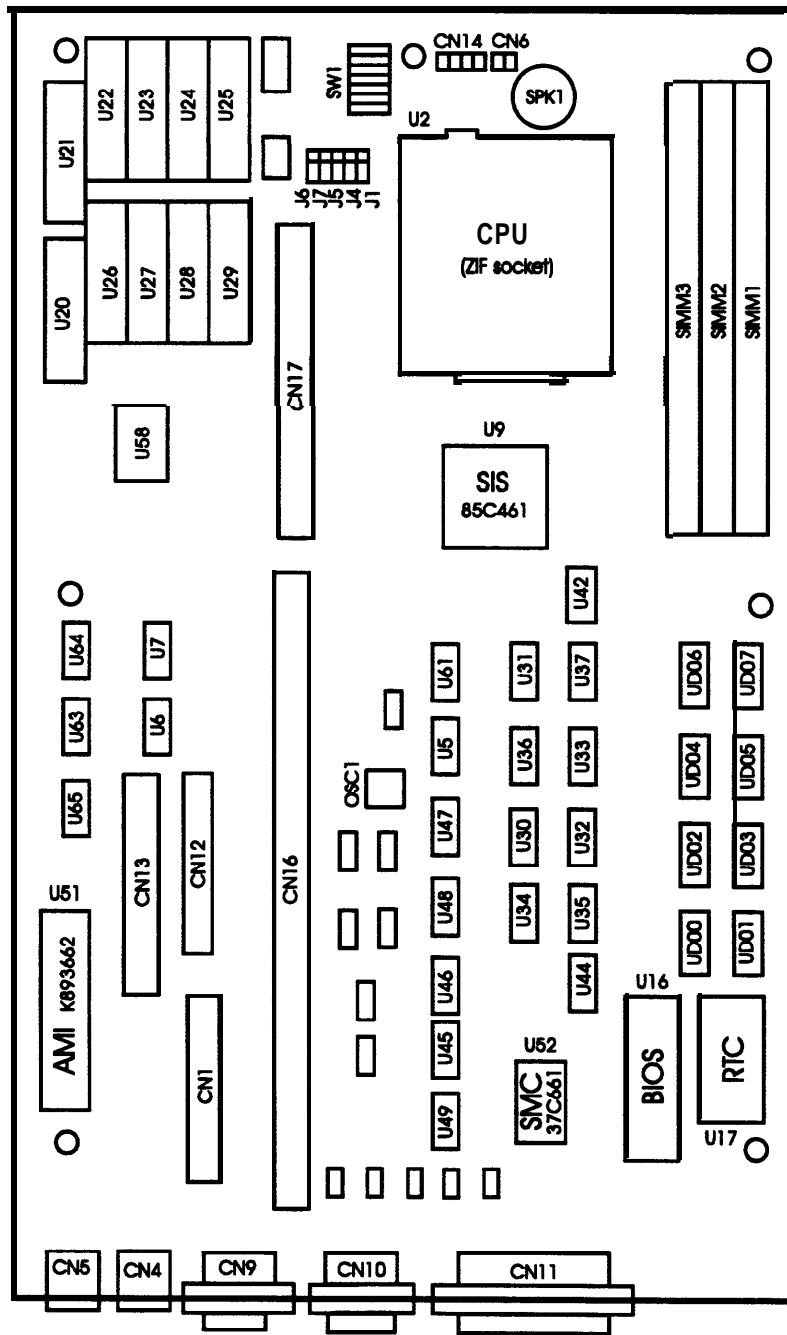 CN14 CN6
SW1
SPK1
U22 U23 U24 U25
U21
U2
J6 J7 J5 J4 J1
CPU
(ZIF socket)
U20
U26 U27 U28 U29
SIMM3 SIMM2 SIMM1
CN17
U58
U9
SIS
85C461
U42
U64 U7 U61 U31 U37 UD06 UD07
U63 U6 U5 U36 U33 UD04 UD05
OSC1
U65 CN13 CN12 CN16 U47 U30 U32 UD02 UD03
U51
AMI K893662
U48 U34 U35 UD00 UD01
U46 U44 U16
CN1
U45 U52
SMC
37C661
BIOS
RTC
U49
U17
CN5 CN4 CN9 CN10 CN11